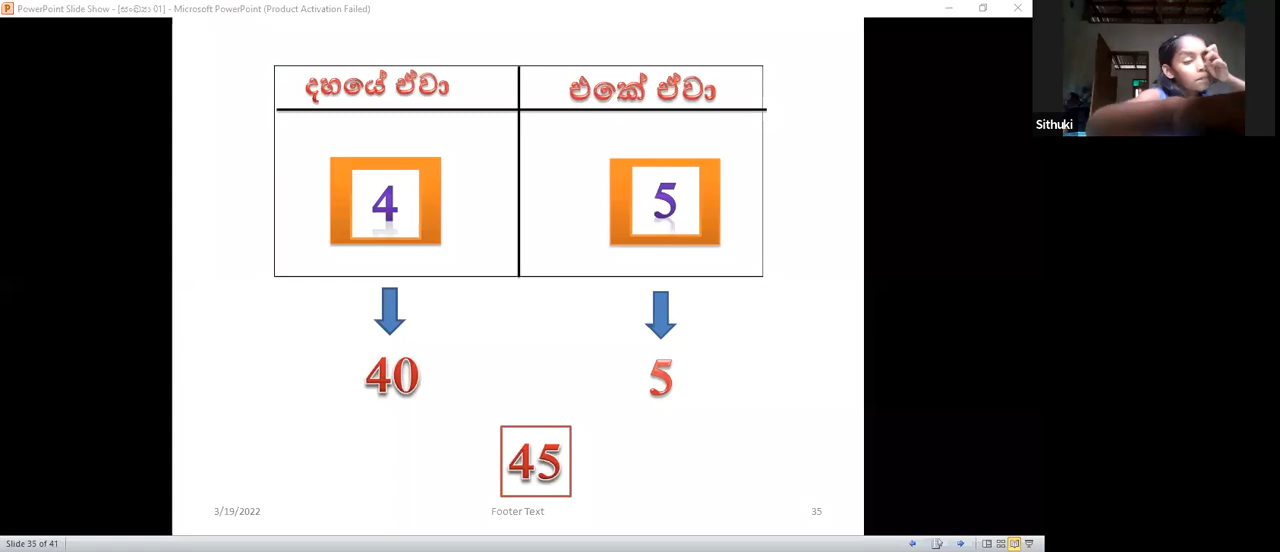 PowerPoint Slide Show - [සංඛ්‍යා 01] - Microsoft PowerPoint (Product Activation Failed)
දහයේ ඒවා
එකේ ඒවා
4
5
40
5
45
3/19/2022
Footer Text
35
Slide 35 of 41
Sithuki